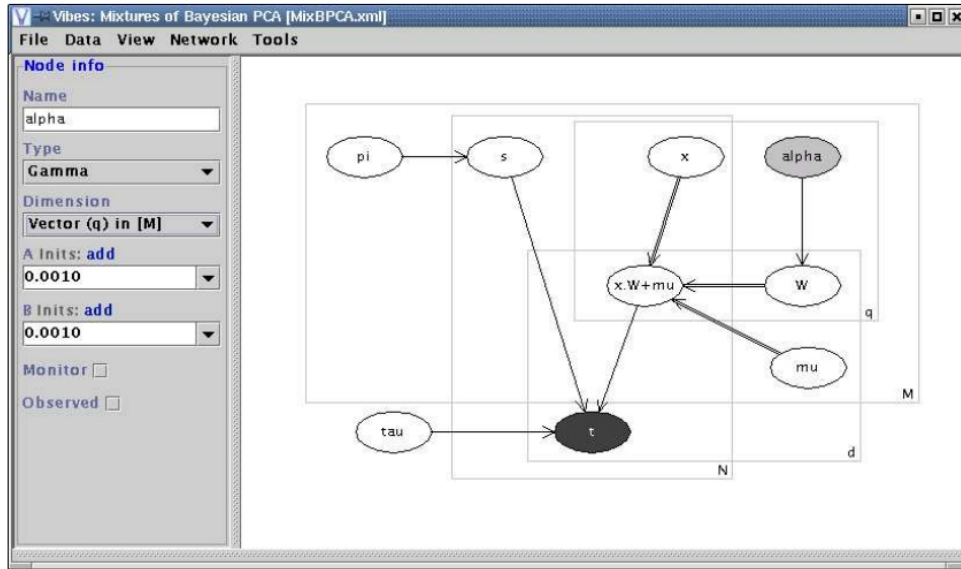 Vibes: Mixtures of Bayesian PCA [MixBPCA.xml]
File Data View Network Tools
Node info
Name
alpha
Type
Gamma
Dimension
Vector (q) in [M]
A Inits: add
0.0010
B Inits: add
0.0010
Monitor
Observed
pi
s
x
alpha
x.W+mu
W
q
mu
M
tau
t
d
N